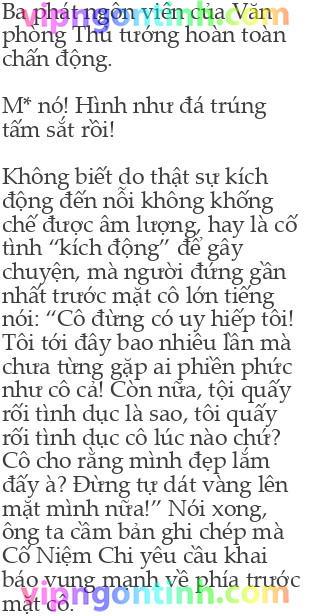 Ba phát ngôn viên của Văn
phòng Thủ tướng hoàn toàn
chấn động.
M* nó! Hình như đá trúng
tấm sắt rồi!
Không biết do thật sự kích
động đến nỗi không khống
chế được âm lượng, hay là cố
tình “kích động” để gây
chuyện, mà người đứng gần
nhất trước mặt cô lớn tiếng
nói: “Cô đừng có uy hiếp tôi!
Tôi tới đây bao nhiêu lần mà
chưa từng gặp ai phiền phức
như cô cả! Còn nữa, tội quấy
rối tình dục là sao, tôi quấy
rối tình dục cô lúc nào chứ?
Cô cho rằng mình đẹp lắm
đấy à? Đừng tự dát vàng lên
mặt mình nữa!” Nói xong,
ông ta cầm bản ghi chép mà
Cố Niệm Chi yêu cầu khai
báo vung mạnh về phía trước
mặt cô.
vipngontinh.com
vipngontinh.com